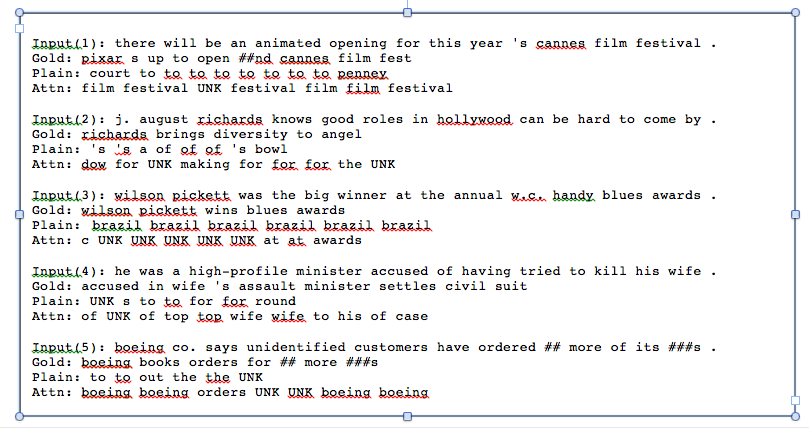 Input(1): there will be an animated opening for this year 's cannes film festival .
Gold: pixar s up to open ##nd cannes film fest
Plain: court to to to to to to to to penney
Attn: film festival UNK festival film film festival
Input(2): j. august richards knows good roles in hollywood can be hard to come by .
Gold: richards brings diversity to angel
Plain: 's 's a of of of 's bowl
Attn: dow for UNK making for for for the UNK
Input(3): wilson pickett was the big winner at the annual w.c. handy blues awards .
Gold: wilson pickett wins blues awards
Plain: brazil brazil brazil brazil brazil brazil
Attn: c UNK UNK UNK UNK UNK at at awards
Input(4): he was a high-profile minister accused of having tried to kill his wife .
Gold: accused in wife 's assault minister settles civil suit
Plain: UNK s to to for for round
Attn: of UNK of top top wife wife to his of case
Input(5): boeing co. says unidentified customers have ordered ## more of its ###s .
Gold: boeing books orders for ## more ###s
Plain: to to out the the UNK
Attn: boeing boeing orders UNK UNK boeing boeing